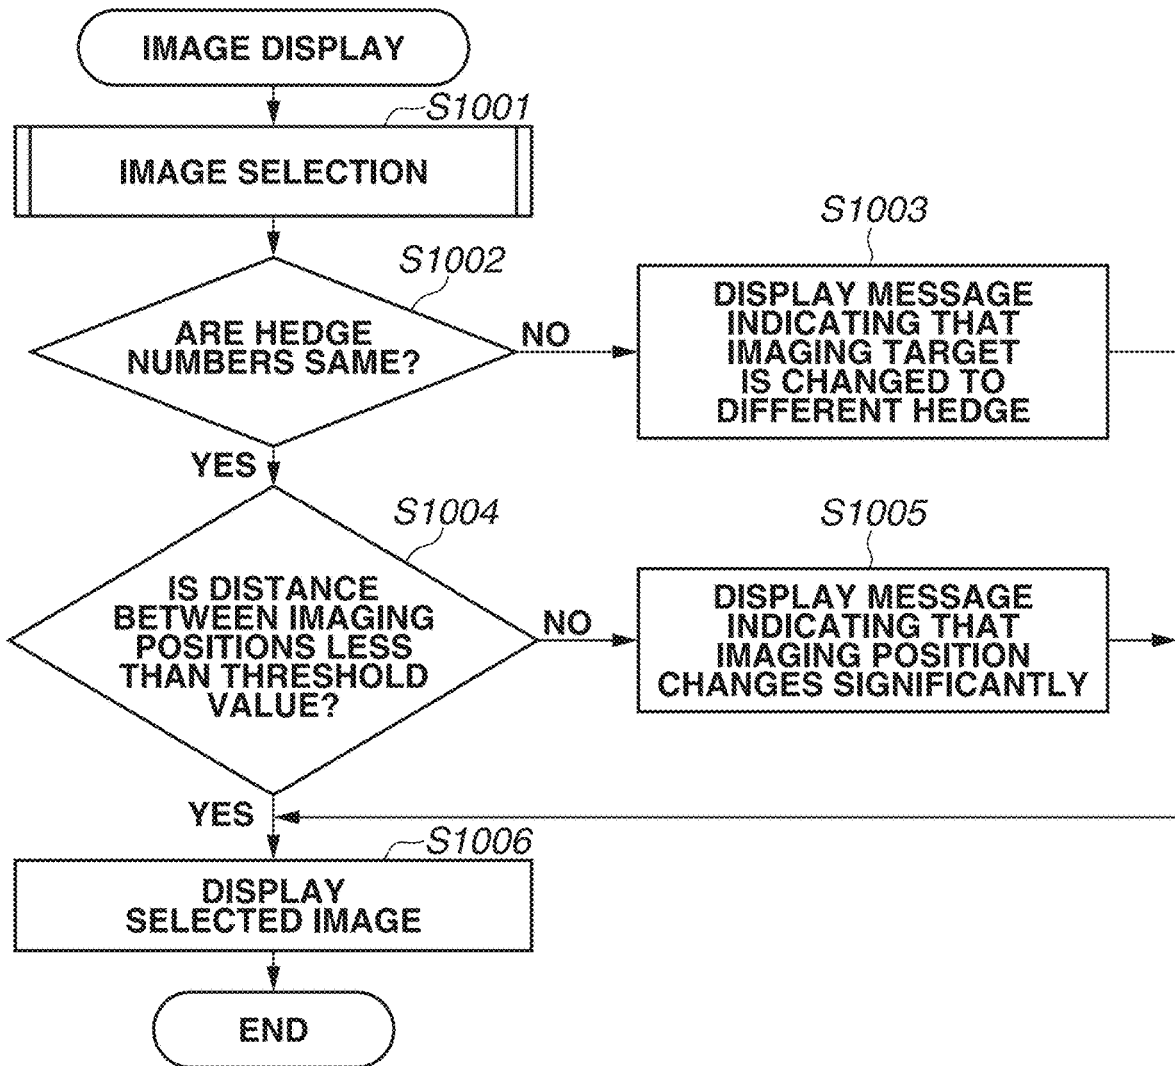 IMAGE DISPLAY
S1001
IMAGE SELECTION
S1002
ARE HEDGE
NUMBERS SAME?
NO
S1003
DISPLAY MESSAGE
INDICATING THAT
IMAGING TARGET
IS CHANGED TO
DIFFERENT HEDGE
YES
S1004
IS DISTANCE
BETWEEN IMAGING
POSITIONS LESS
THAN THRESHOLD
VALUE?
NO
S1005
DISPLAY MESSAGE
INDICATING THAT
IMAGING POSITION
CHANGES SIGNIFICANTLY
YES
S1006
DISPLAY
SELECTED IMAGE
END